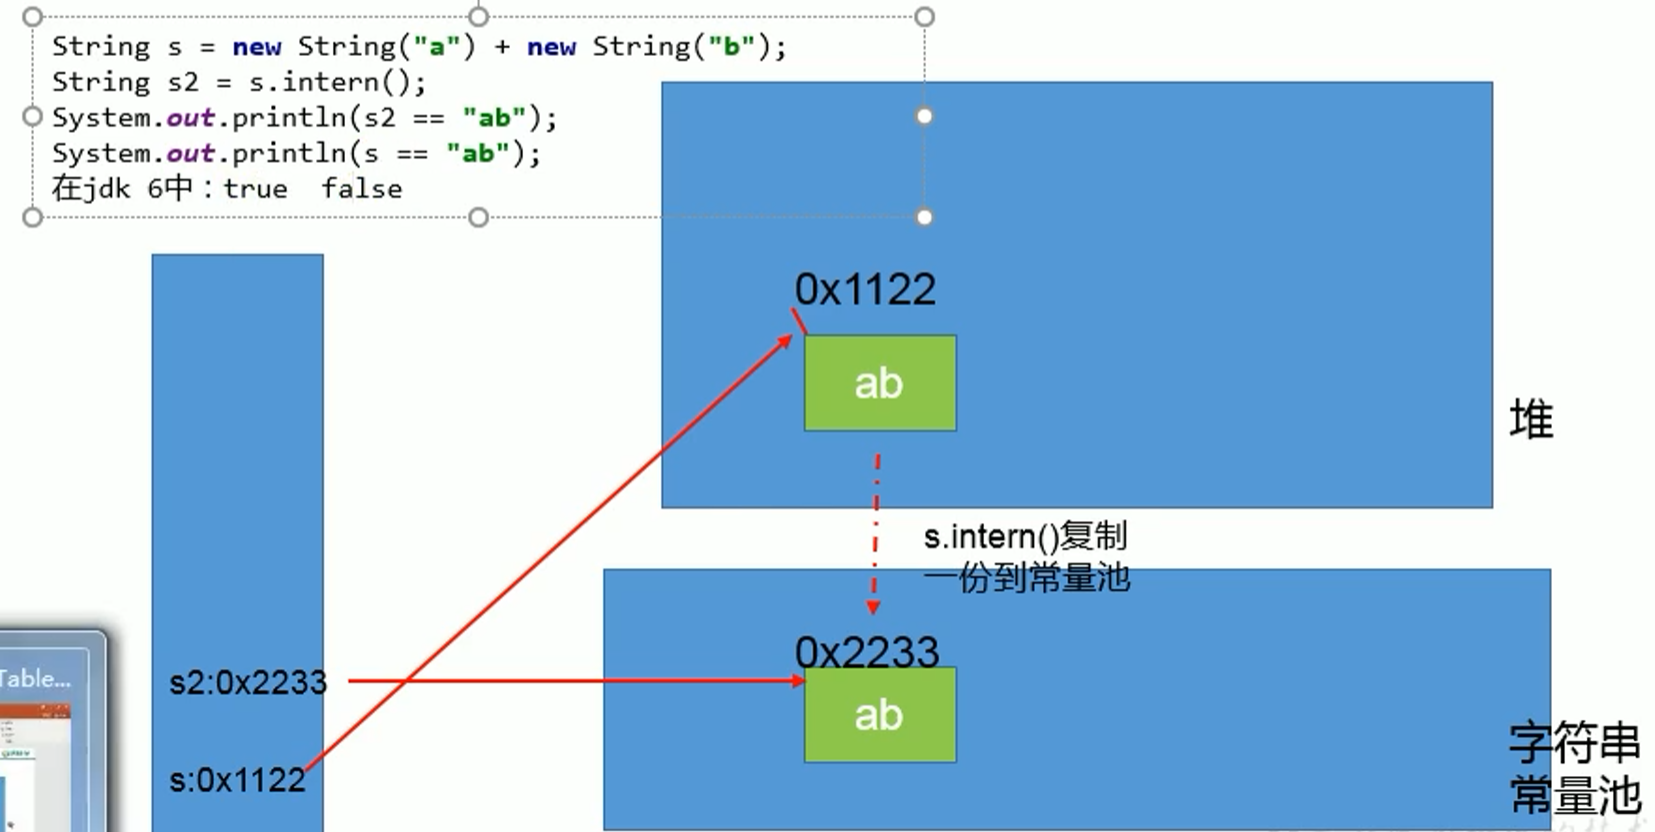 String s = new String("a") + new String("b");
String s2 = s.intern();
System.out.println(s2 == "ab");
System.out.println(s == "ab");
在jdk 6中：true  false
0x1122
ab
堆
s.intern()复制
一份到常量池
0x2233
ab
s2:0x2233
s:0x1122
字符串
常量池
Table...